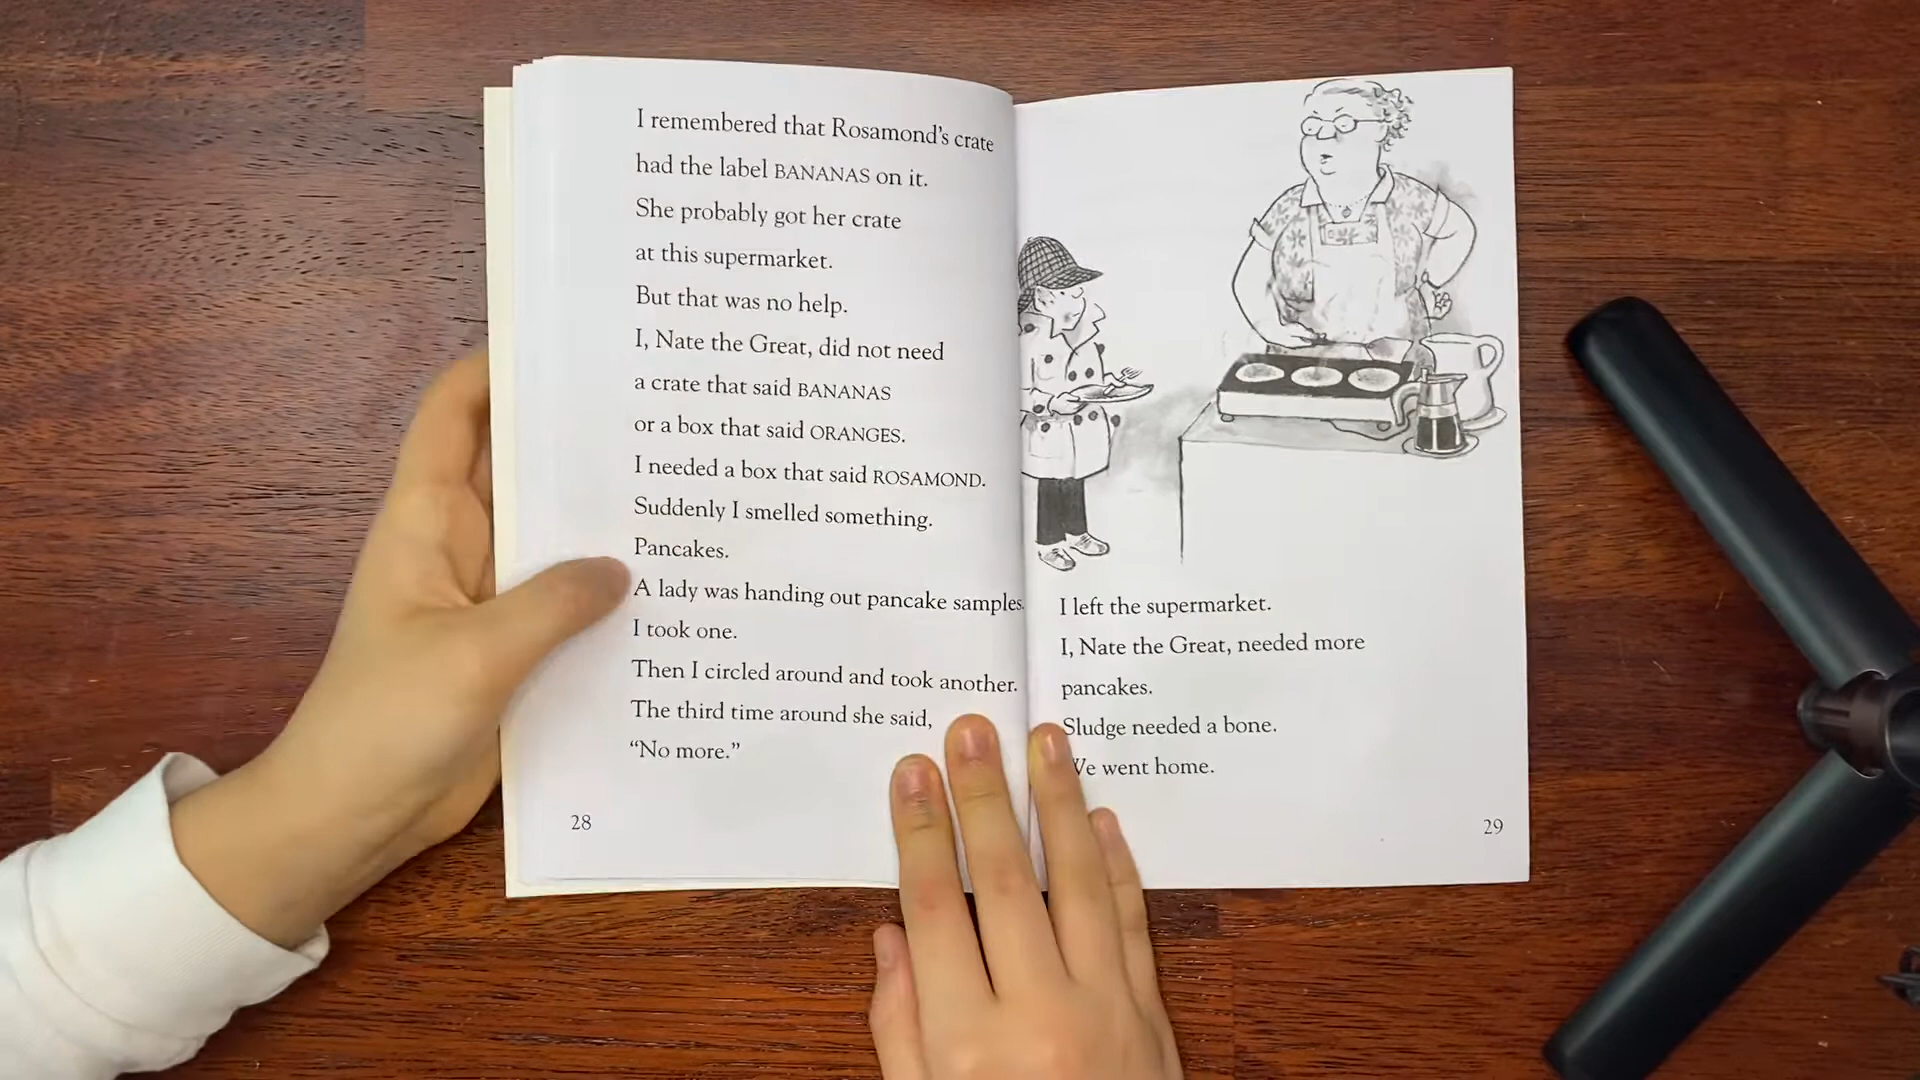 I remembered that Rosamond's crate
had the label BANANAS on it.
She probably got her crate
at this supermarket.
But that was no help.
I, Nate the Great, did not need
a crate that said BANANAS
or a box that said ORANGES.
I needed a box that said ROSAMOND.
Suddenly I smelled something.
Pancakes.
A lady was handing out pancake samples.
I took one.
Then I circled around and took another.
The third time around she said,
“No more.”
28
I left the supermarket.
I, Nate the Great, needed more
pancakes.
Sludge needed a bone.
We went home.
29